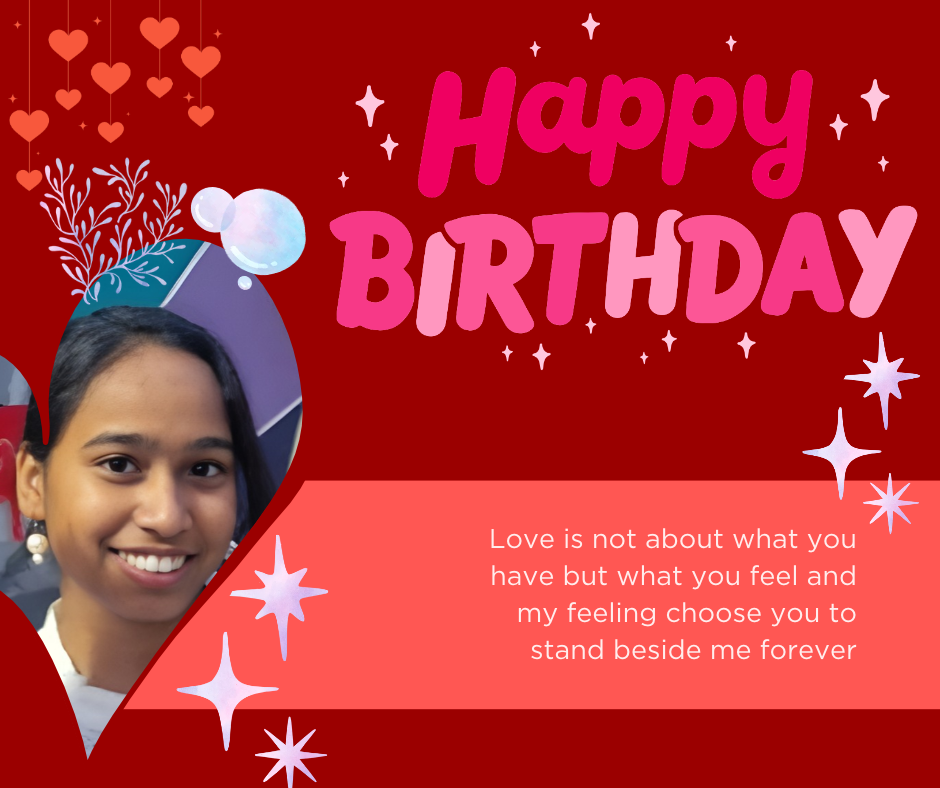 Happy
BIRTHDAY
Love is not about what you
have but what you feel and
my feeling choose you to
stand beside me forever